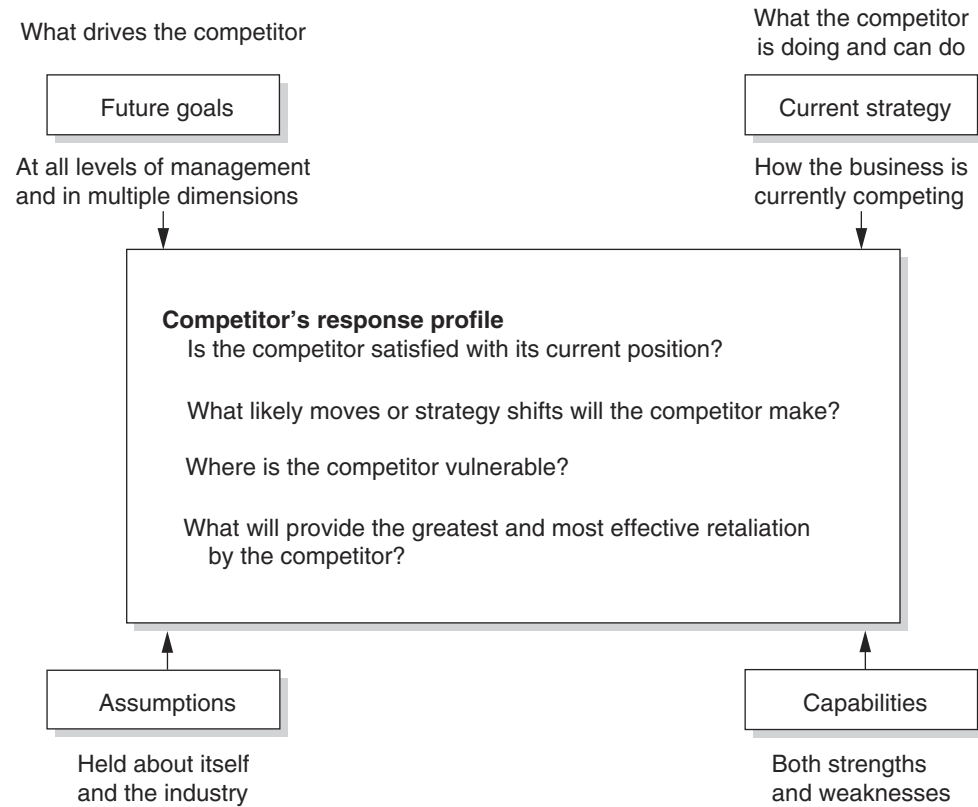 What drives the competitor
Future goals
At all levels of management
and in multiple dimensions
What the competitor
is doing and can do
Current strategy
How the business is
currently competing
Competitor’s response profile
Is the competitor satisfied with its current position?
What likely moves or strategy shifts will the competitor make?
Where is the competitor vulnerable?
What will provide the greatest and most effective retaliation
by the competitor?
Assumptions
Held about itself
and the industry
Capabilities
Both strengths
and weaknesses